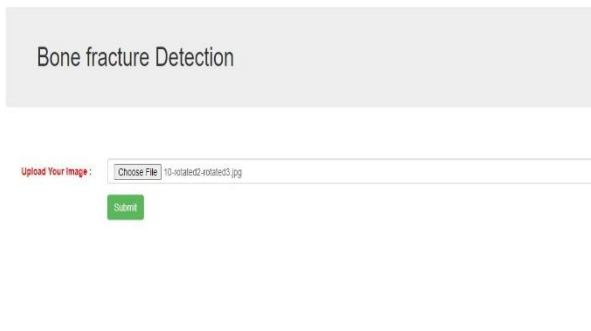 Bone fracture Detection
Upload Your Image : Choose File 10-rotated2-rotated3.jpg
Submit